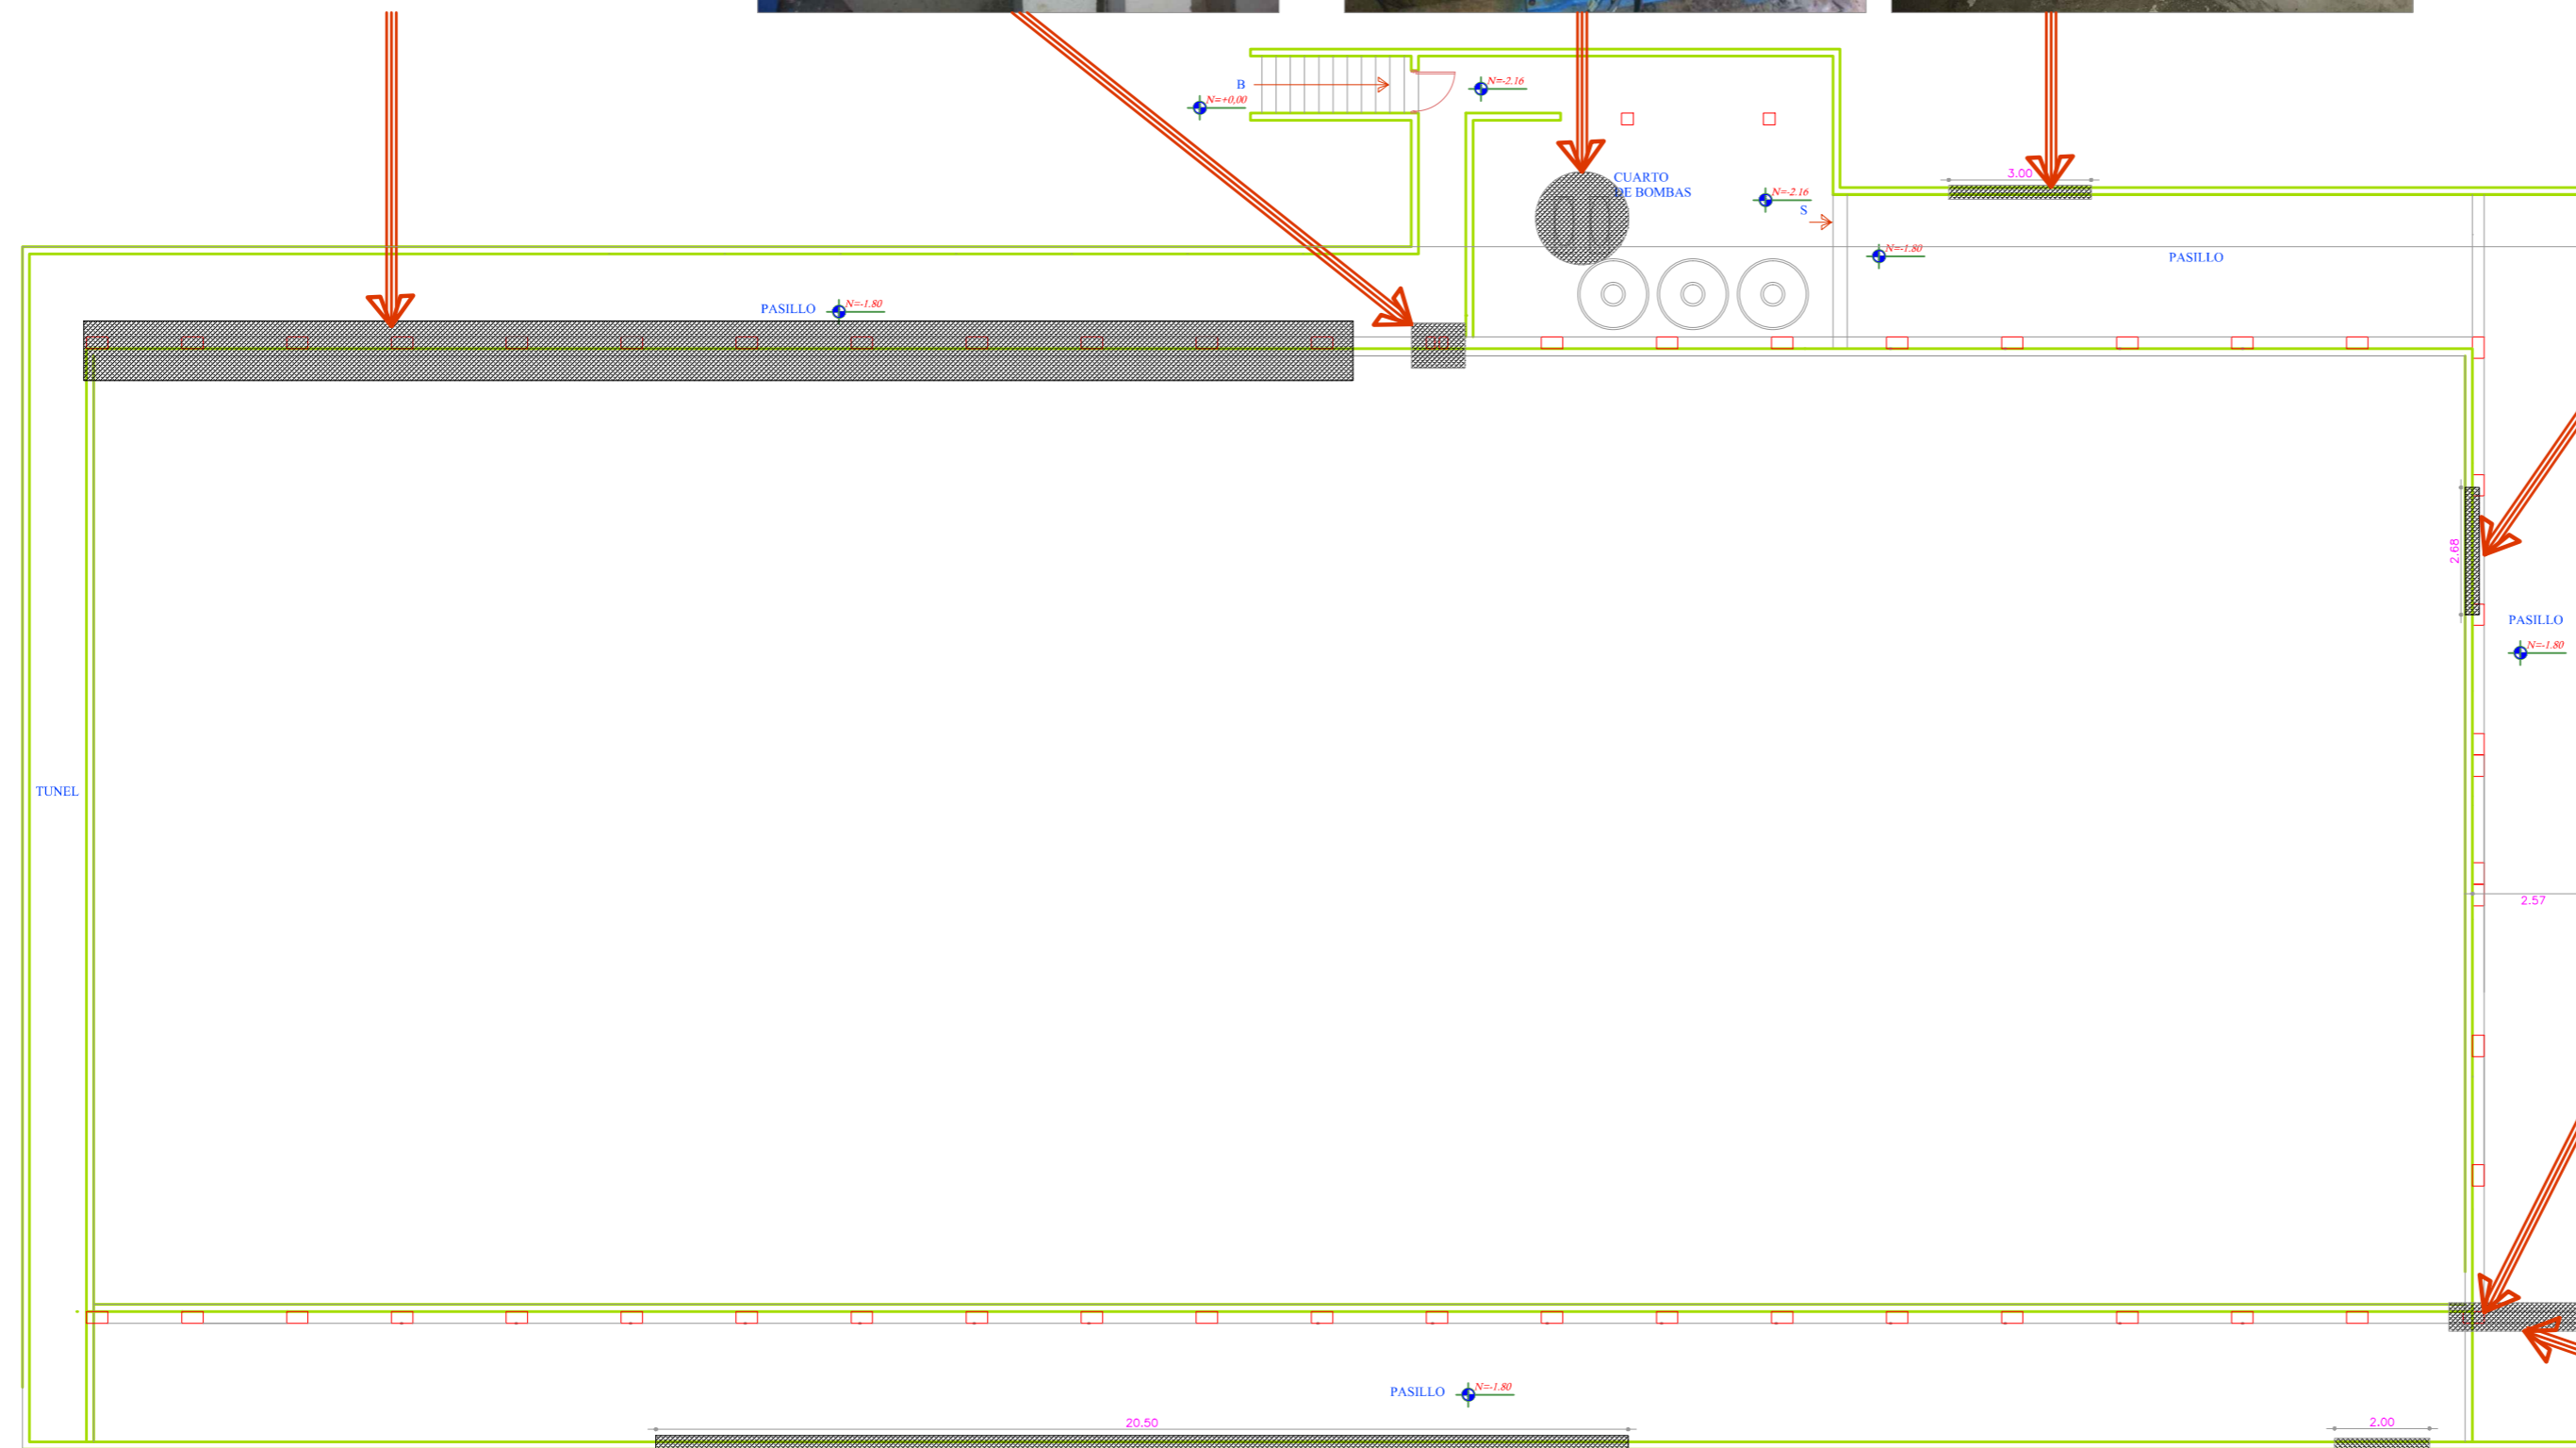 B
N=+0,00
N=-2.16
CUARTO
DE BOMBAS
N=-2.16
S
3.00
N=-1.80
PASILLO
PASILLO
N=-1.80
2.68
PASILLO
N=-1.80
TUNEL
2.57
PASILLO
N=-1.80
20.50
2.00